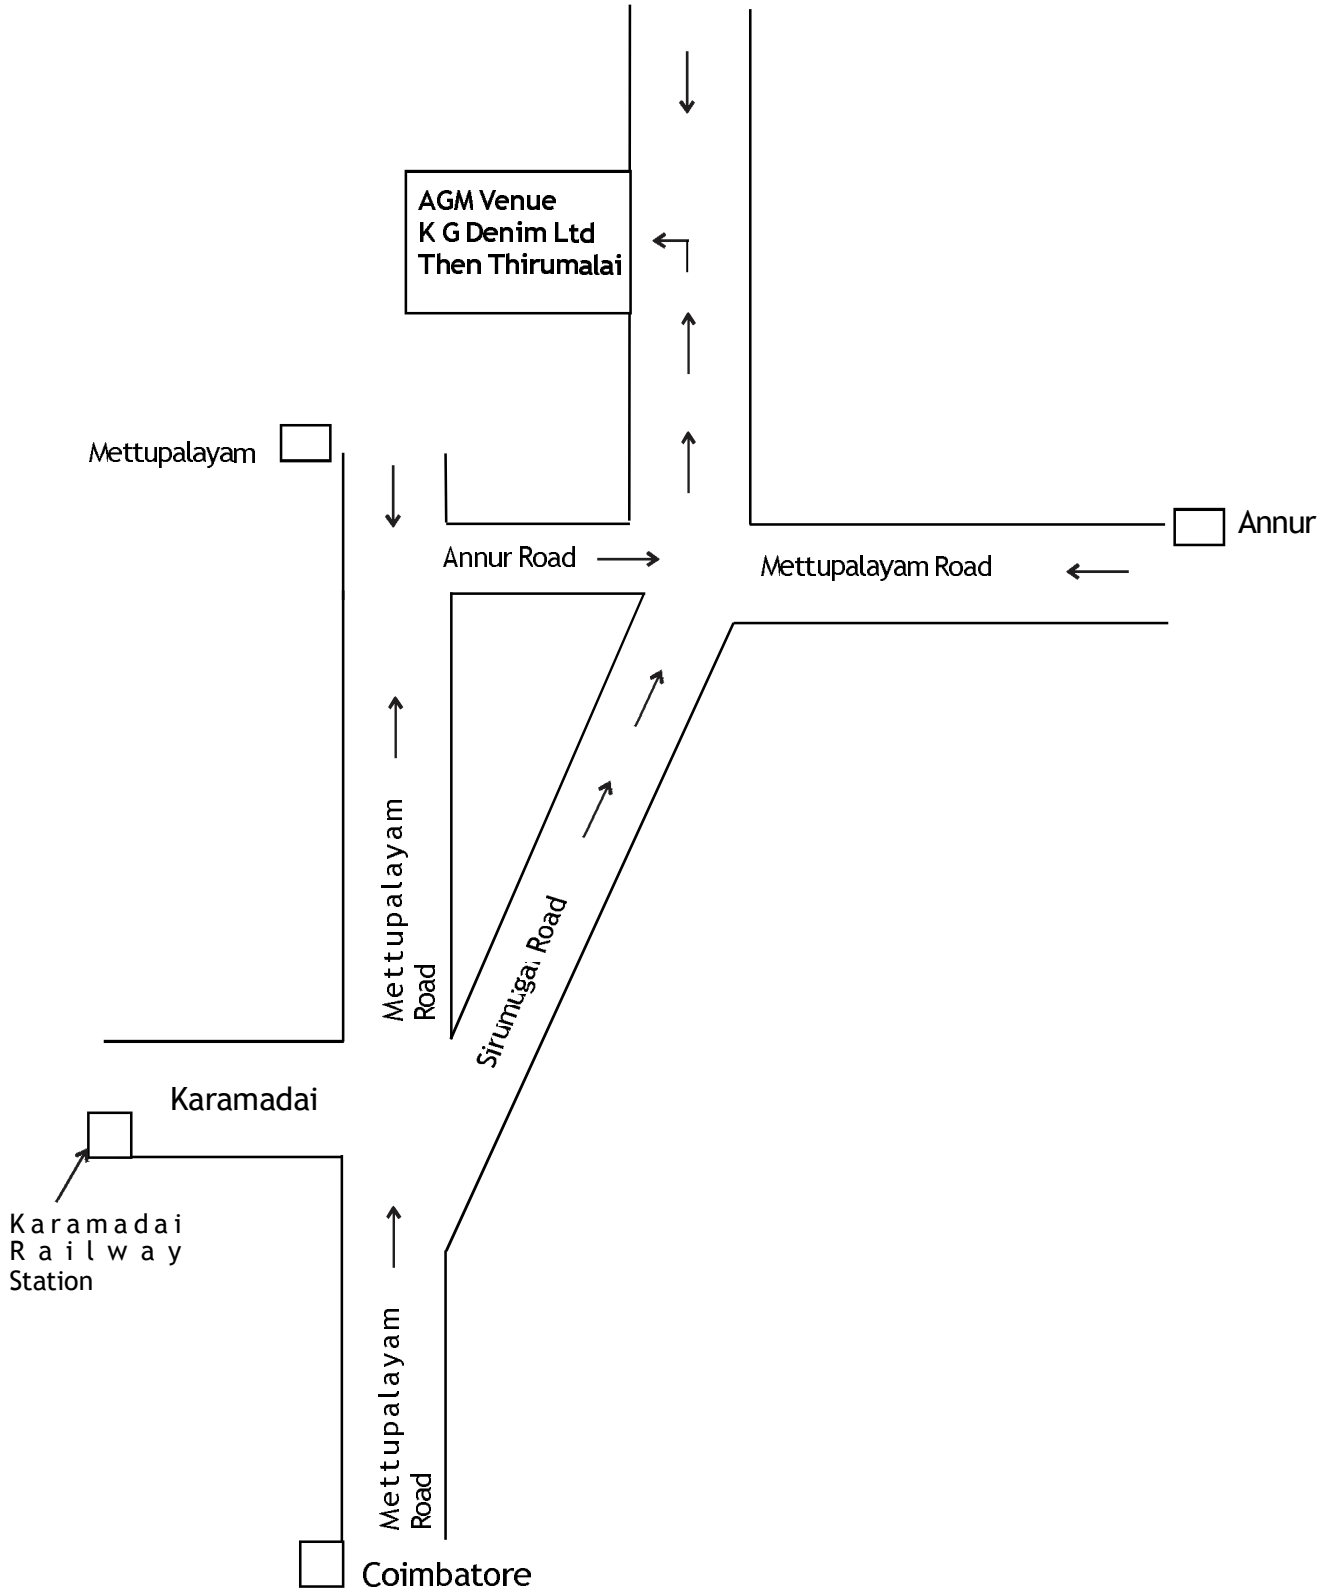 AGM Venue
K G Denim Ltd
Then Thirumalai
Mettupalayam
Annur
Annur Road
Mettupalayam Road
Mettupalayam
Road
Sirumugai Road
Karamadai
Karamadai
Railway
Station
Mettupalayam
Road
Coimbatore